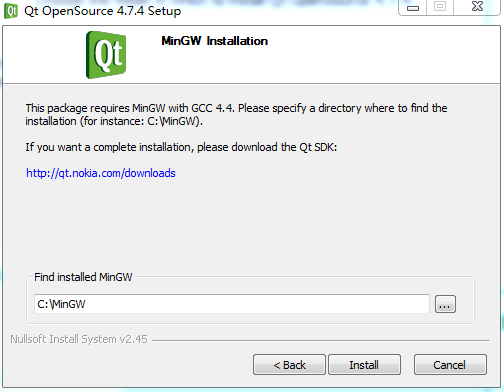 Qt OpenSource 4.7.4 Setup
Qt
MinGW Installation
This package requires MinGW with GCC 4.4. Please specify a directory where to find the
installation (for instance: C:\MinGW).
If you want a complete installation, please download the Qt SDK:
http://qt.nokia.com/downloads
Find installed MinGW
C:\MinGW
...
Nullsoft Install System v2.45
< Back
Install
Cancel